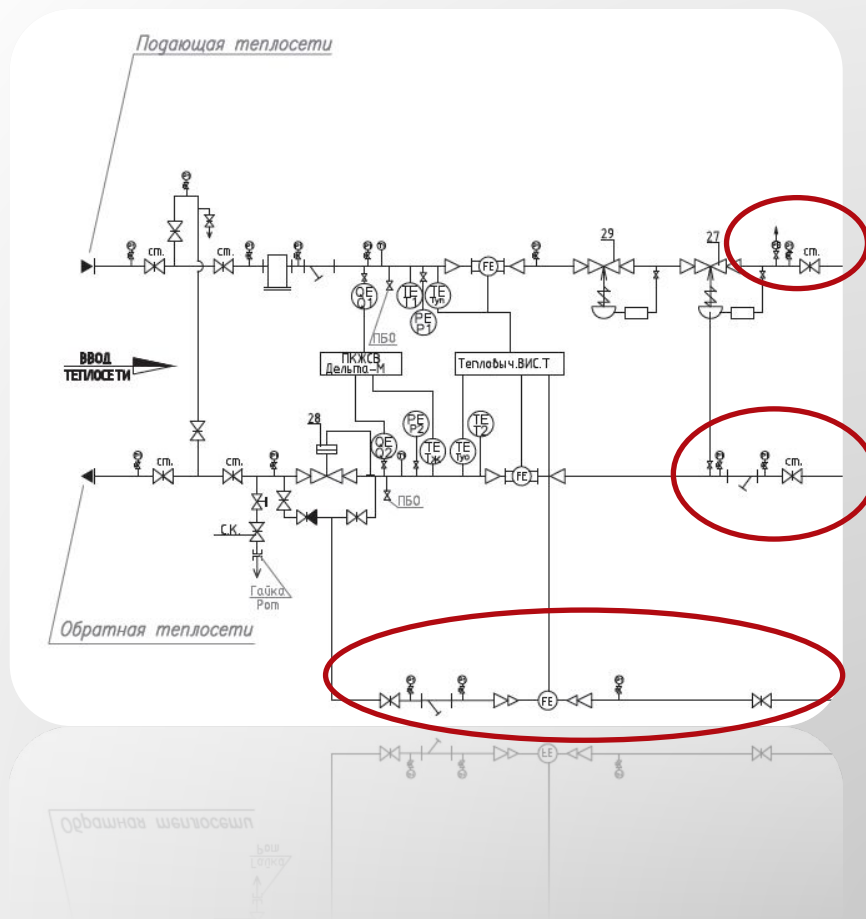 Подающая теплосети
29
27
ст.
ст.
ст.
FE
QE
Q1
TE
T1
TE
Tуп
PE
P1
ПБО
ВВОД
ТЕПЛОСЕТИ
ПКЖСВ
Дельта-М
Тепловыч.ВИС.Т
28
PE
P2
TE
T2
QE
Q2
TE
Tж
TE
Tуо
ст.
ст.
ст.
FE
ПБО
С.К.
Гайка
Рот
Обратная теплосети
FE